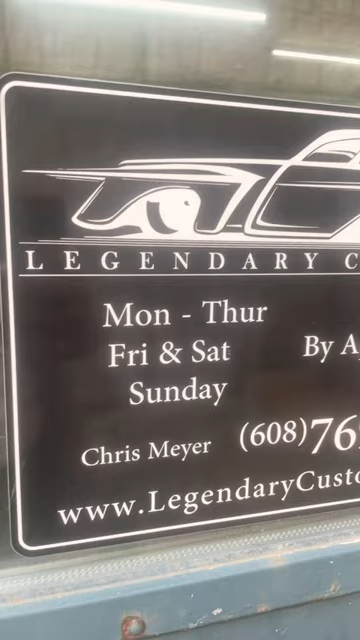 LEGENDARY C
Mon - Thur
Fri & Sat By A
Sunday
Chris Meyer (608)76
www.LegendaryCusto